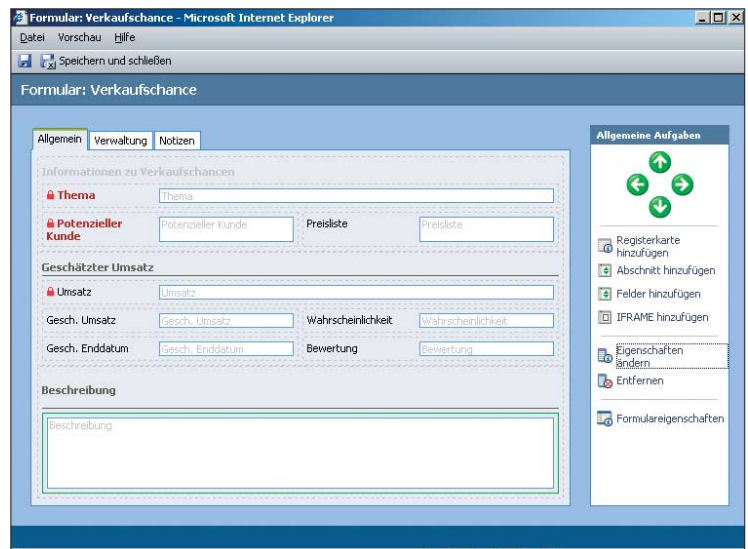 Formular: Verkaufschance - Microsoft Internet Explorer
Datei Vorschau Hilfe
Speichern und schließen
Formular: Verkaufschance
Allgemein Verwaltung Notizen
Informationen zu Verkaufschancen
Thema Thema
Potenzieller Kunde Potenzieller Kunde Preisliste Preisliste
Geschätzter Umsatz
Umsatz Umsatz
Gesch. Umsatz Gesch. Umsatz Wahrscheinlichkeit Wahrscheinlichkeit
Gesch. Enddatum Gesch. Enddatum Bewertung Bewertung
Beschreibung
Beschreibung
Allgemeine Aufgaben
Registerkarte
hinzufügen
Abschnitt hinzufügen
Felder hinzufügen
IFRAME hinzufügen
Eigenschaften
ändern
Entfernen
Formulareigenschaften